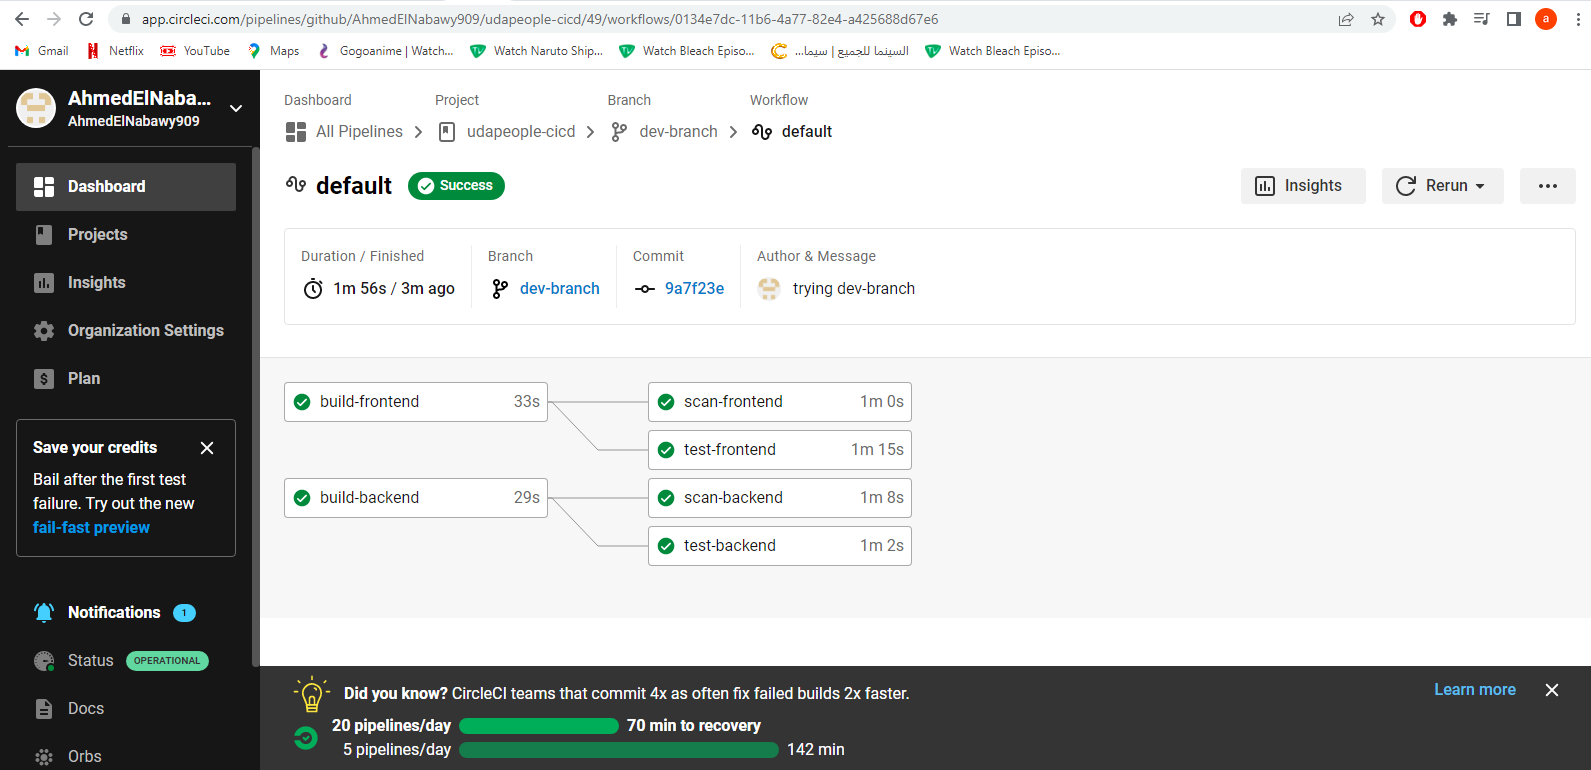 app.circleci.com/pipelines/github/AhmedElNabawy909/udapeople-cicd/49/workflows/0134e7dc-11b6-4a77-82e4-a425688d67e6
a
Gmail Netflix YouTube Maps Gogoanime | Watch... Watch Naruto Ship... Watch Bleach Episo... السينما للجميع | سيما... Watch Bleach Episo...
AhmedElNaba...
AhmedElNabawy909
Dashboard
Projects
Insights
Organization Settings
Plan
Save your credits
Bail after the first test
failure. Try out the new
fail-fast preview
Notifications 1
Status OPERATIONAL
Docs
Orbs
Dashboard Project Branch Workflow
All Pipelines udapeople-cicd dev-branch default
default Success
Insights Rerun
Duration / Finished Branch Commit Author & Message
1m 56s / 3m ago dev-branch 9a7f23e trying dev-branch
build-frontend 33s scan-frontend 1m 0s
test-frontend 1m 15s
build-backend 29s scan-backend 1m 8s
test-backend 1m 2s
Did you know? CircleCI teams that commit 4x as often fix failed builds 2x faster. Learn more
20 pipelines/day 70 min to recovery
5 pipelines/day 142 min